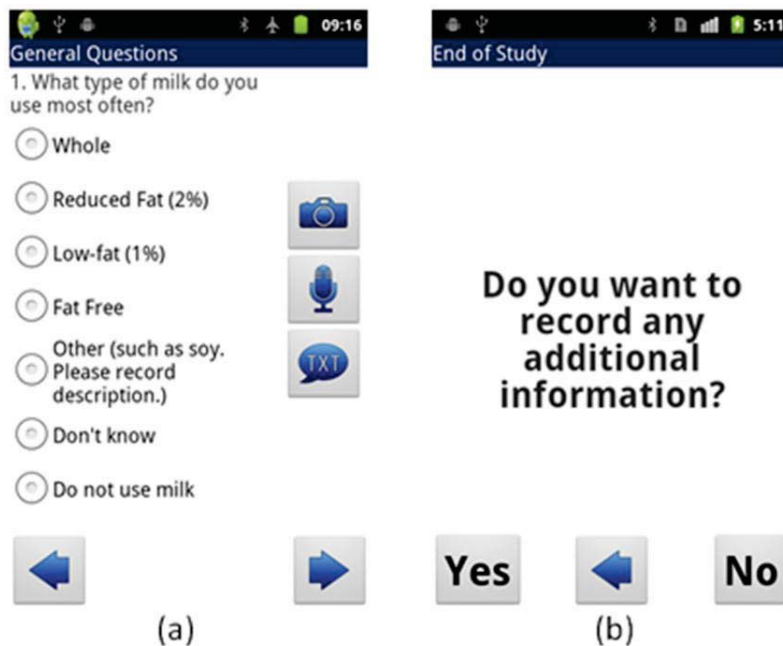 09:16
General Questions
1. What type of milk do you
use most often?
Whole
Reduced Fat (2%)
Low-fat (1%)
Fat Free
Other (such as soy.
Please record
description.)
Don't know
Do not use milk
TXT
(a)
5:11
End of Study
Do you want to
record any
additional
information?
Yes
No
(b)